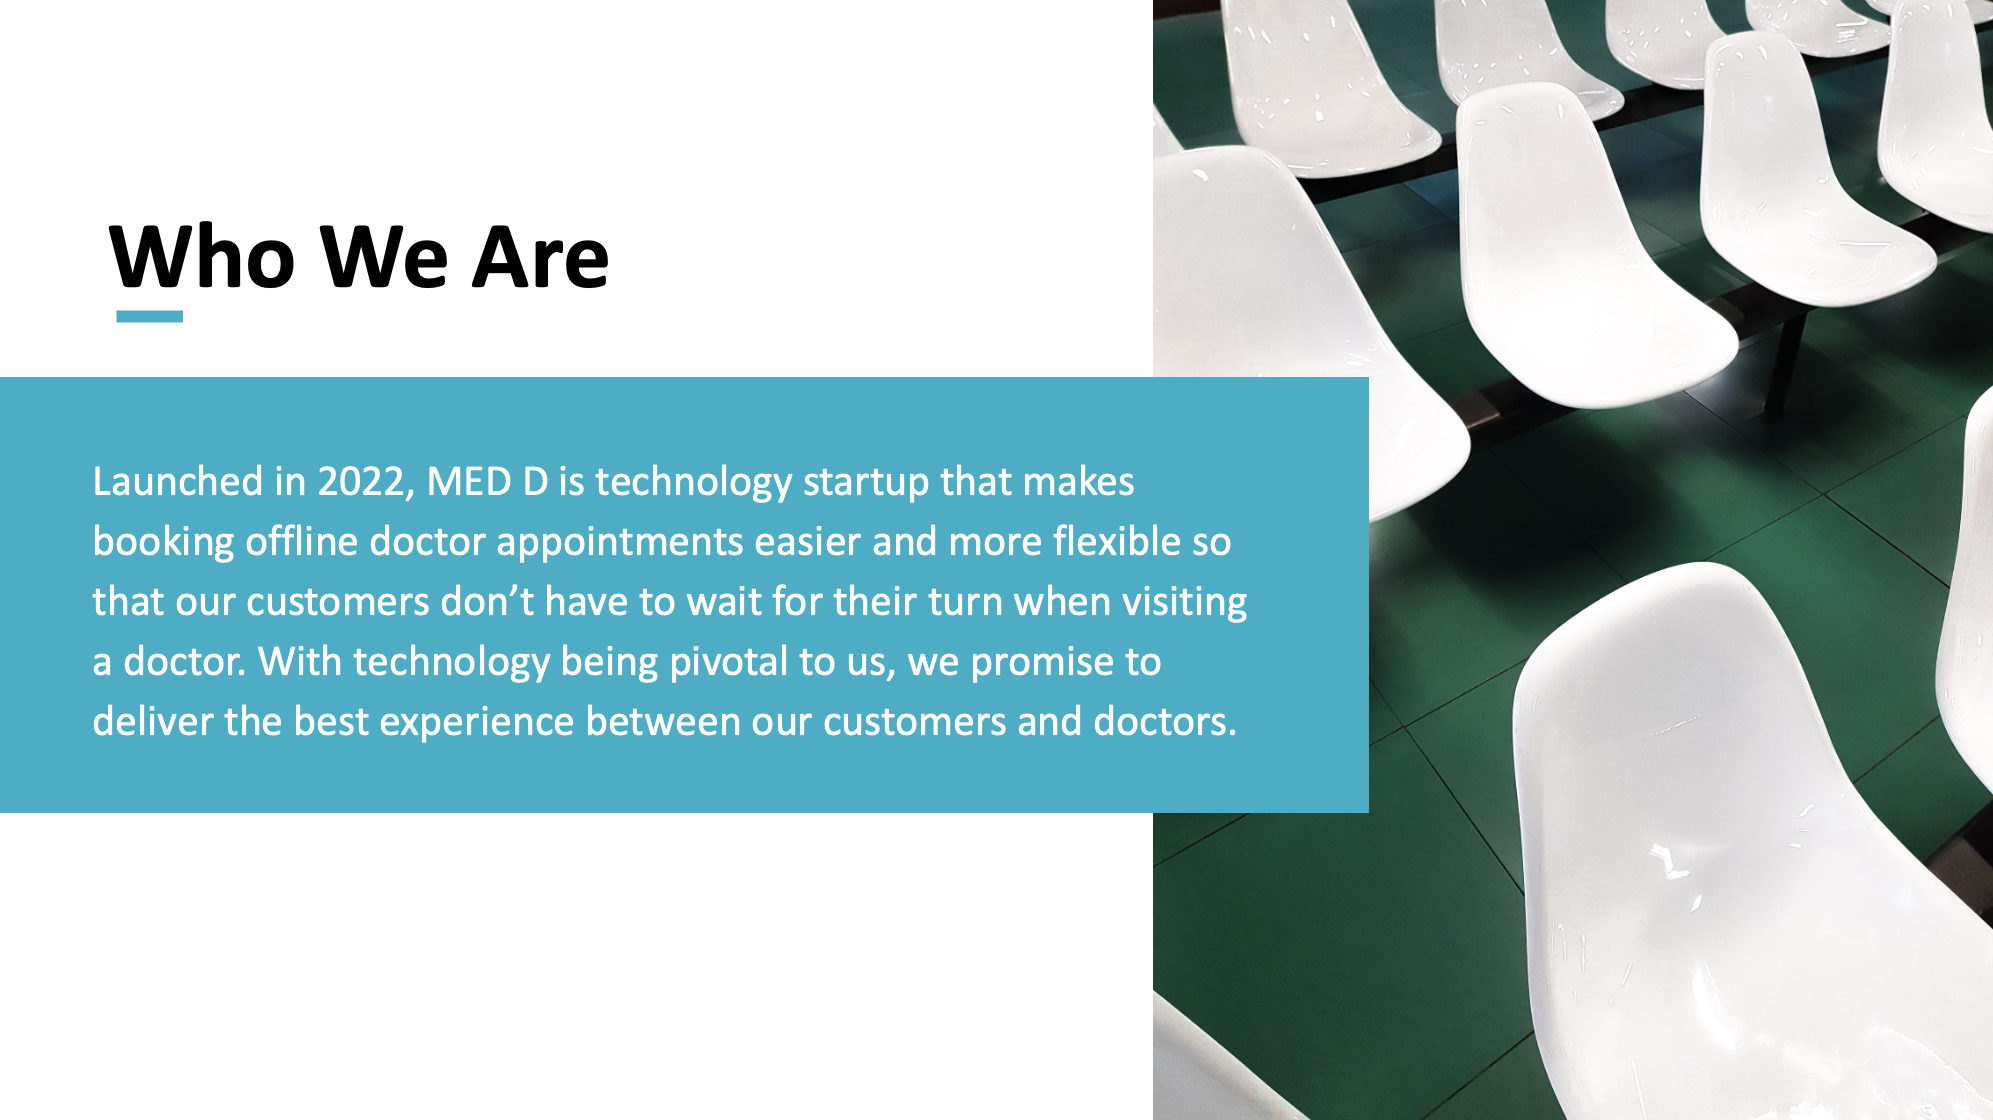 Who We Are
Launched in 2022, MED D is technology startup that makes
booking offline doctor appointments easier and more flexible so
that our customers don’t have to wait for their turn when visiting
a doctor. With technology being pivotal to us, we promise to
deliver the best experience between our customers and doctors.